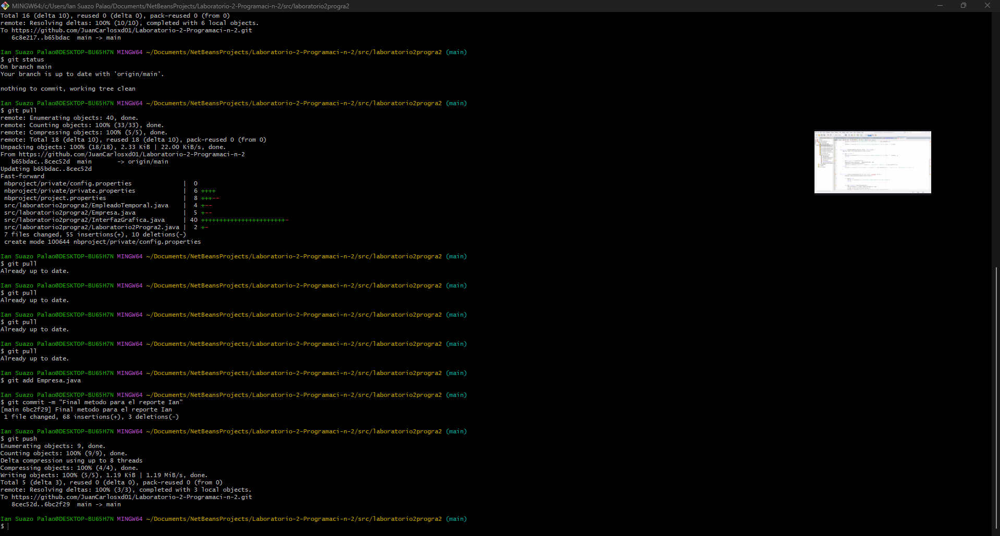 MINGW64:/c/Users/Ian Suazo Palao/Documents/NetBeansProjects/Laboratorio-2-Programaci-n-2/src/laboratorio2progra2
Total 16 (delta 10), reused 0 (delta 0), pack-reused 0 (from 0)
remote: Resolving deltas: 100% (10/10), completed with 6 local objects.
To https://github.com/JuanCarlosxd01/Laboratorio-2-Programaci-n-2.git
   6c8e217..b65bdac  main -> main

Ian Suazo Palao@DESKTOP-BU65H7N MINGW64 ~/Documents/NetBeansProjects/Laboratorio-2-Programaci-n-2/src/laboratorio2progra2 (main)
$ git status
On branch main
Your branch is up to date with 'origin/main'.

nothing to commit, working tree clean

Ian Suazo Palao@DESKTOP-BU65H7N MINGW64 ~/Documents/NetBeansProjects/Laboratorio-2-Programaci-n-2/src/laboratorio2progra2 (main)
$ git pull
remote: Enumerating objects: 40, done.
remote: Counting objects: 100% (33/33), done.
remote: Compressing objects: 100% (5/5), done.
remote: Total 18 (delta 10), reused 18 (delta 10), pack-reused 0 (from 0)
Unpacking objects: 100% (18/18), 2.33 KiB | 22.00 KiB/s, done.
From https://github.com/JuanCarlosxd01/Laboratorio-2-Programaci-n-2
   b65bdac..8cec52d  main       -> origin/main
Updating b65bdac..8cec52d
Fast-forward
 nbproject/private/config.properties              |  0
 nbproject/private/private.properties             |  6 ++++
 nbproject/project.properties                     |  8 +++--
 src/laboratorio2progra2/EmpleadoTemporal.java    |  4 +--
 src/laboratorio2progra2/Empresa.java             |  5 +--
 src/laboratorio2progra2/InterfazGrafica.java     | 40 +++++++++++++++++++++++-
 src/laboratorio2progra2/Laboratorio2Progra2.java |  2 +-
 7 files changed, 55 insertions(+), 10 deletions(-)
 create mode 100644 nbproject/private/config.properties

Ian Suazo Palao@DESKTOP-BU65H7N MINGW64 ~/Documents/NetBeansProjects/Laboratorio-2-Programaci-n-2/src/laboratorio2progra2 (main)
$ git pull
Already up to date.

Ian Suazo Palao@DESKTOP-BU65H7N MINGW64 ~/Documents/NetBeansProjects/Laboratorio-2-Programaci-n-2/src/laboratorio2progra2 (main)
$ git pull
Already up to date.

Ian Suazo Palao@DESKTOP-BU65H7N MINGW64 ~/Documents/NetBeansProjects/Laboratorio-2-Programaci-n-2/src/laboratorio2progra2 (main)
$ git pull
Already up to date.

Ian Suazo Palao@DESKTOP-BU65H7N MINGW64 ~/Documents/NetBeansProjects/Laboratorio-2-Programaci-n-2/src/laboratorio2progra2 (main)
$ git pull
Already up to date.

Ian Suazo Palao@DESKTOP-BU65H7N MINGW64 ~/Documents/NetBeansProjects/Laboratorio-2-Programaci-n-2/src/laboratorio2progra2 (main)
$ git add Empresa.java

Ian Suazo Palao@DESKTOP-BU65H7N MINGW64 ~/Documents/NetBeansProjects/Laboratorio-2-Programaci-n-2/src/laboratorio2progra2 (main)
$ git commit -m "Final metodo para el reporte Ian"
[main 6bc2f29] Final metodo para el reporte Ian
 1 file changed, 68 insertions(+), 3 deletions(-)

Ian Suazo Palao@DESKTOP-BU65H7N MINGW64 ~/Documents/NetBeansProjects/Laboratorio-2-Programaci-n-2/src/laboratorio2progra2 (main)
$ git push
Enumerating objects: 9, done.
Counting objects: 100% (9/9), done.
Delta compression using up to 8 threads
Compressing objects: 100% (4/4), done.
Writing objects: 100% (5/5), 1.19 KiB | 1.19 MiB/s, done.
Total 5 (delta 3), reused 0 (delta 0), pack-reused 0 (from 0)
remote: Resolving deltas: 100% (3/3), completed with 3 local objects.
To https://github.com/JuanCarlosxd01/Laboratorio-2-Programaci-n-2.git
   8cec52d..6bc2f29  main -> main

Ian Suazo Palao@DESKTOP-BU65H7N MINGW64 ~/Documents/NetBeansProjects/Laboratorio-2-Programaci-n-2/src/laboratorio2progra2 (main)
$